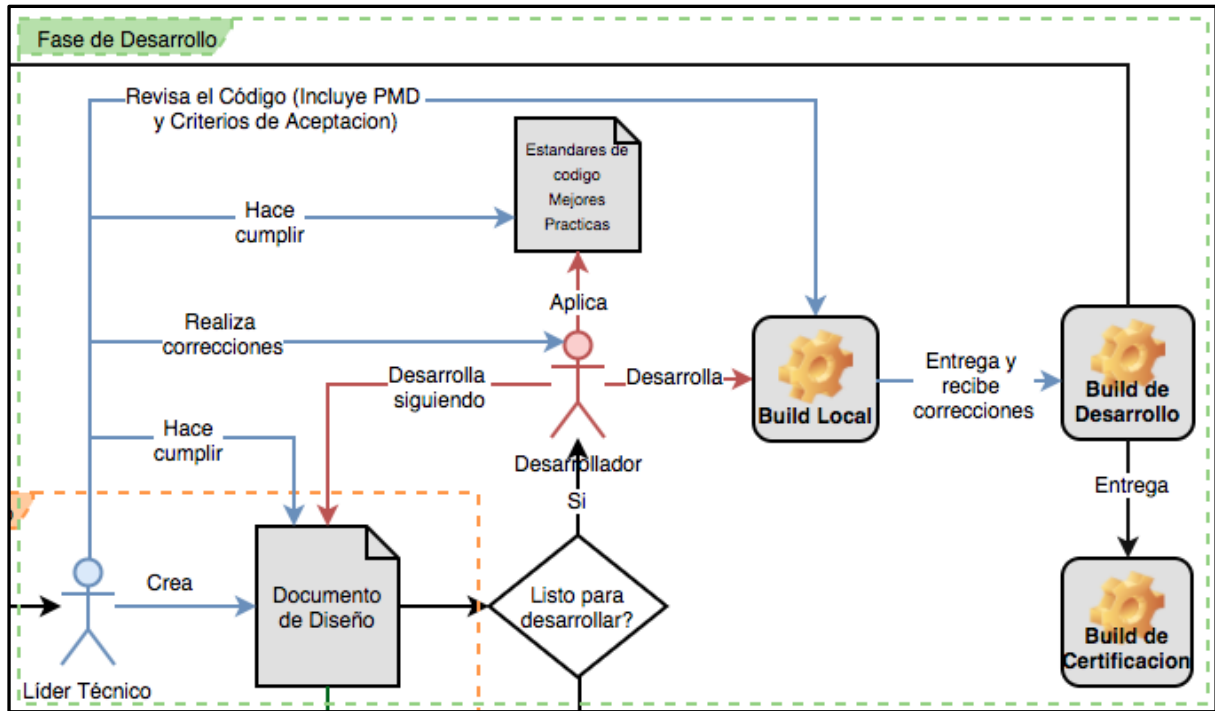 Fase de Desarrollo
Revisa el Código (Incluye PMD
y Criterios de Aceptacion)
Estandares de
codigo
Mejores
Practicas
Hace
cumplir
Aplica
Realiza
correcciones
Desarrolla
siguiendo
Desarrolla
Build Local
Entrega y
recibe
correcciones
Build de
Desarrollo
Hace
cumplir
Desarrollador
Si
Entrega
Crea
Documento
de Diseño
Listo para
desarrollar?
Build de
Certificacion
Líder Técnico